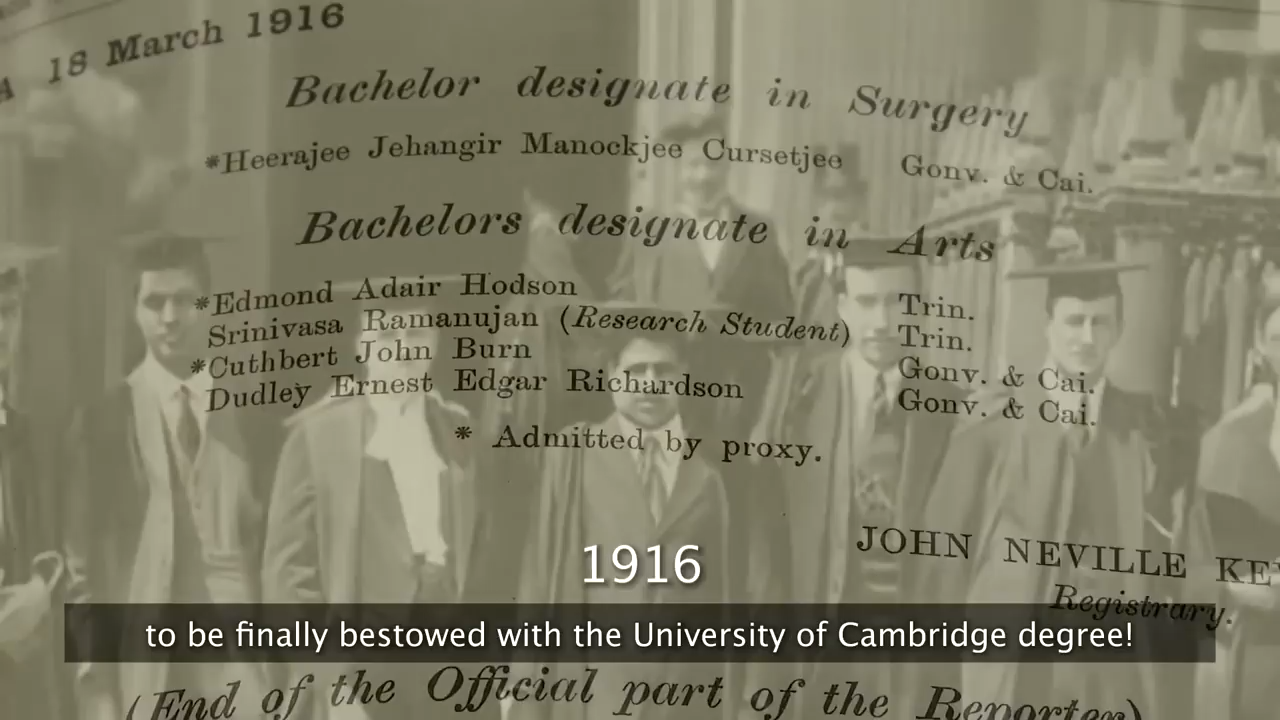 18 March 1916
Bachelor designate in Surgery
*Heerajee Jehangir Manockjee Cursetjee Gonv. & Cai.
Bachelors designate in Arts
*Edmond Adair Hodson Trin.
Srinivasa Ramanujan (Research Student) Trin.
*Cuthbert John Burn Gonv. & Cai.
Dudley Ernest Edgar Richardson Gonv. & Cai.
* Admitted by proxy.
JOHN NEVILLE
Registrary.
1916
to be finally bestowed with the University of Cambridge degree!
(End of the Official part of the Reporter)